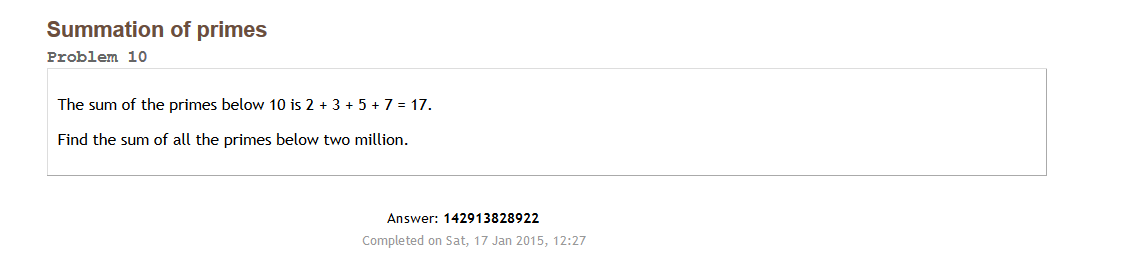 Summation of primes
Problem 10
The sum of the primes below 10 is 2 + 3 + 5 + 7 = 17.
Find the sum of all the primes below two million.
Answer: 142913828922
Completed on Sat, 17 Jan 2015, 12:27